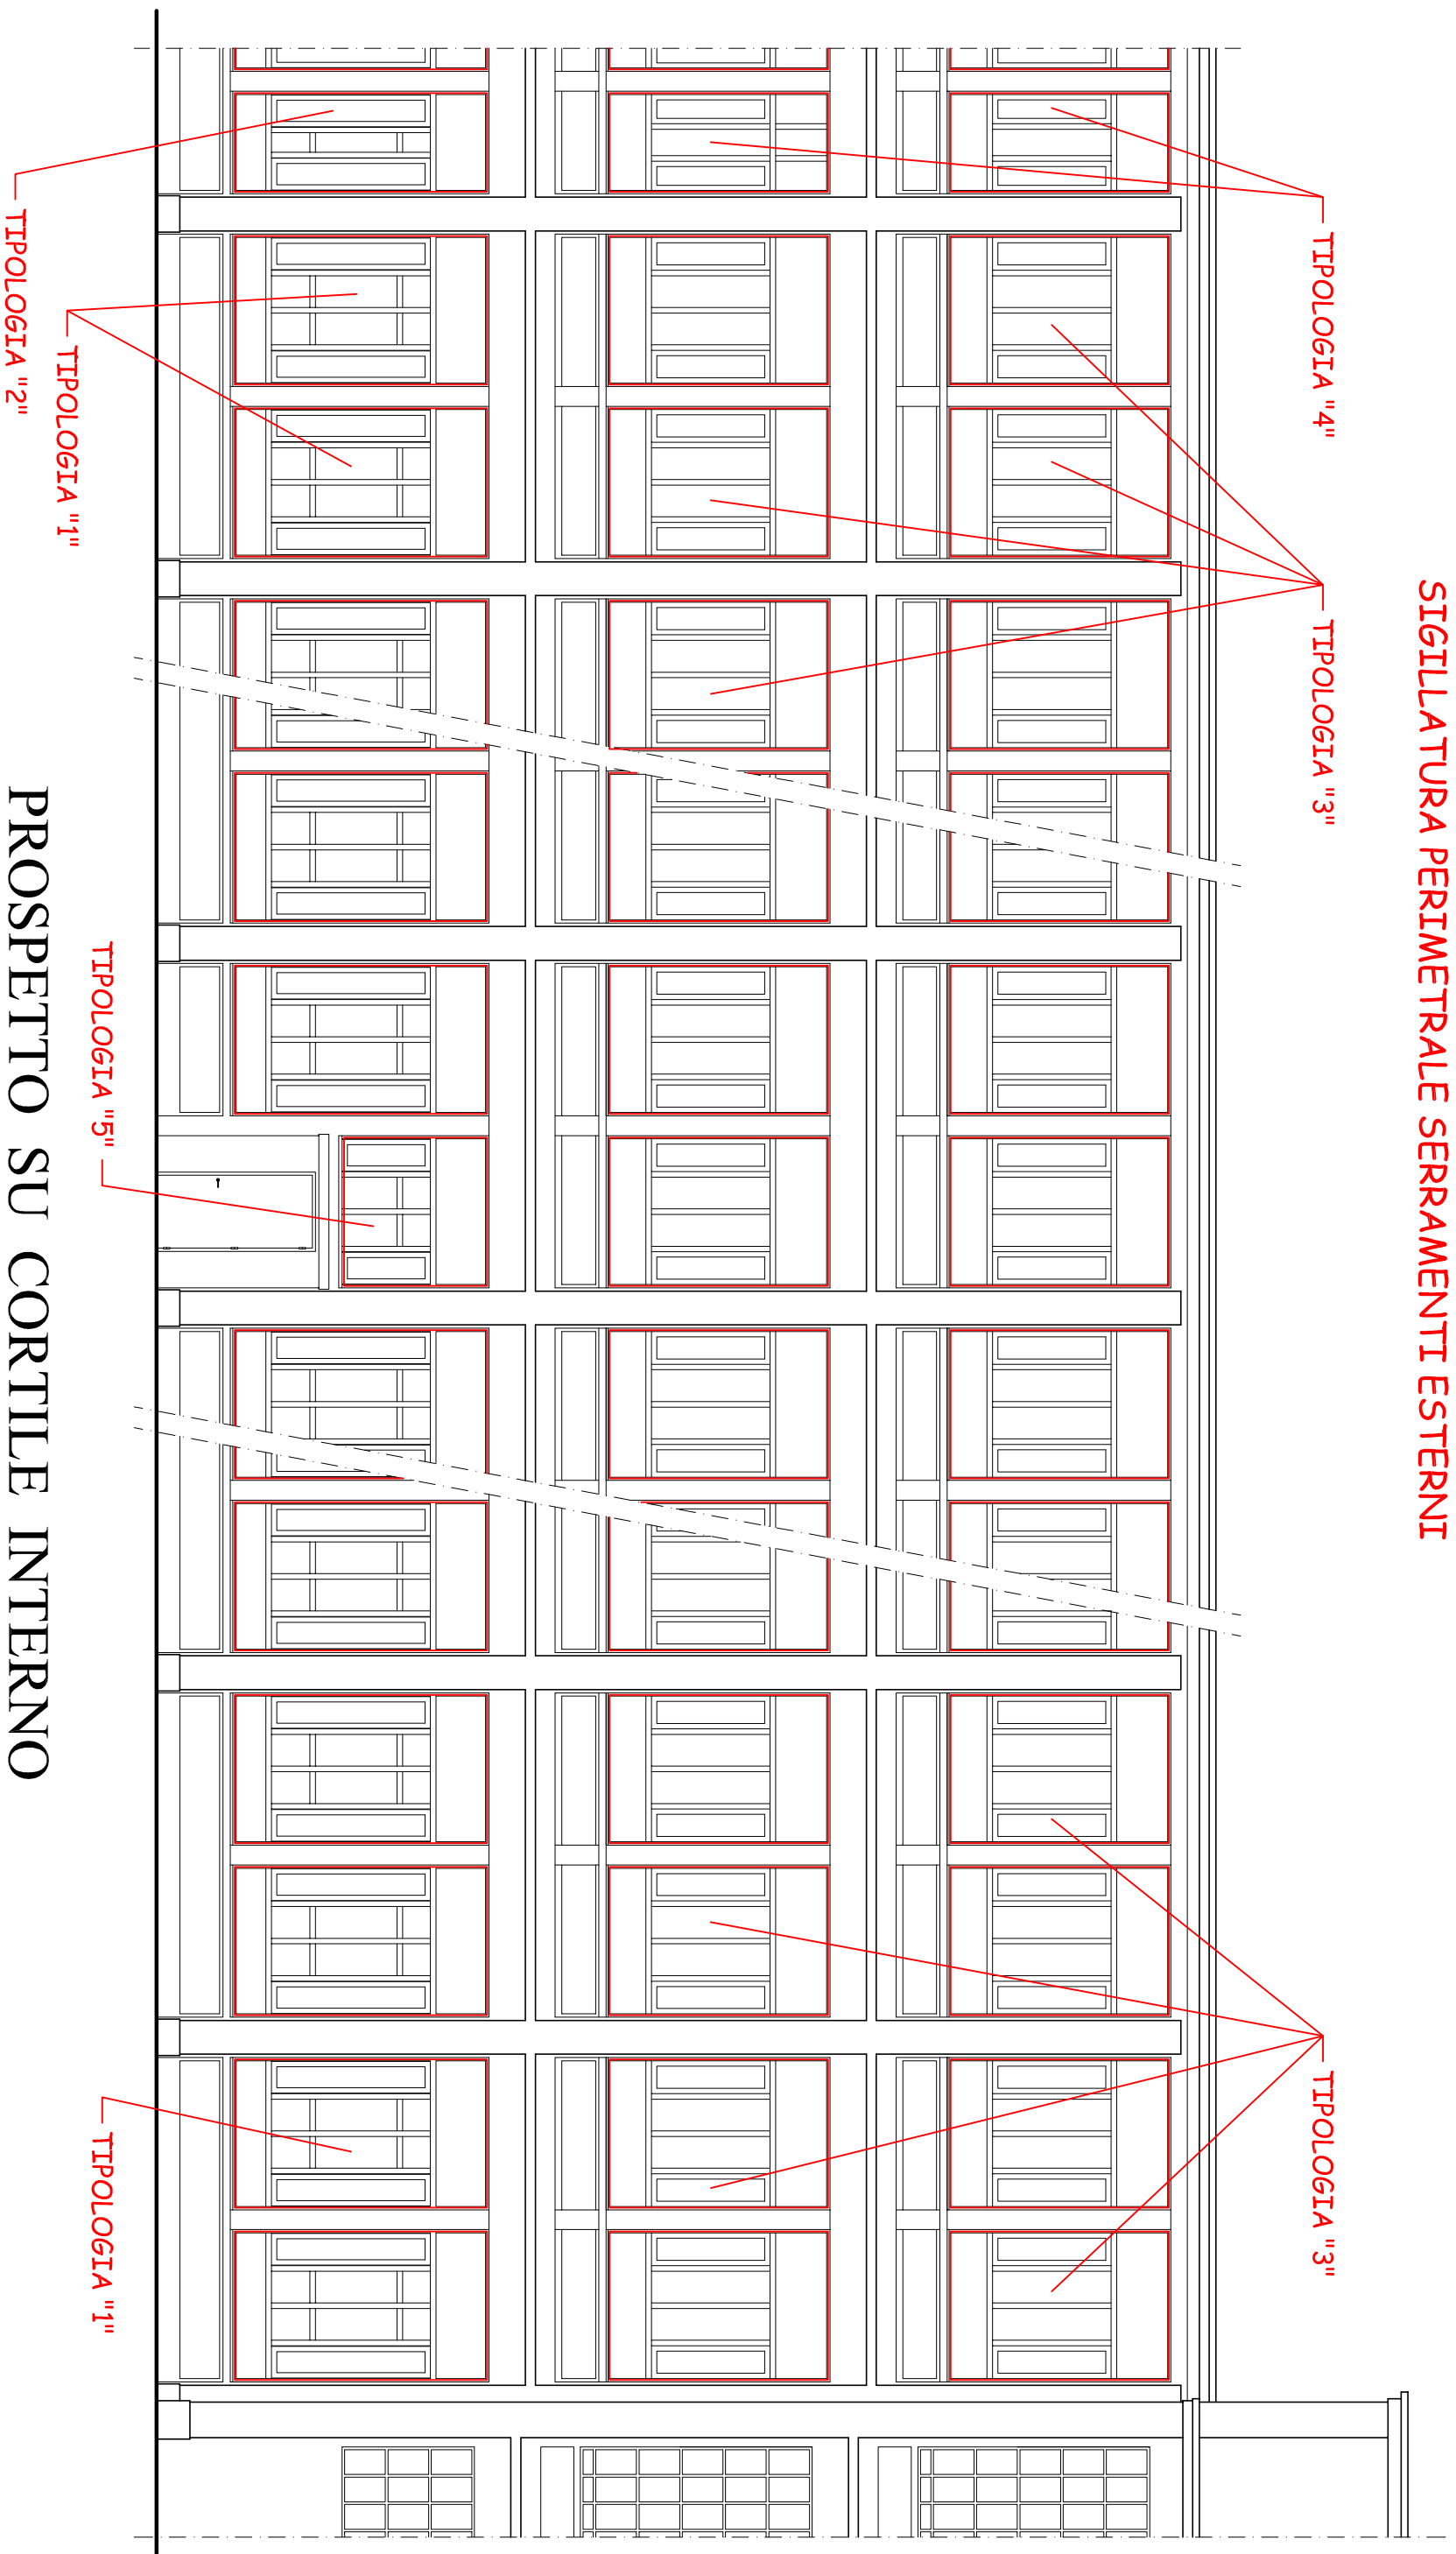 SIGILLATURA PERIMETRALE SERRAMENTI ESTERNI
TIPOLOGIA "4"
TIPOLOGIA "3"
TIPOLOGIA "3"
TIPOLOGIA "5"
TIPOLOGIA "1"
TIPOLOGIA "1"
TIPOLOGIA "2"
PROSPETTO SU CORTILE INTERNO